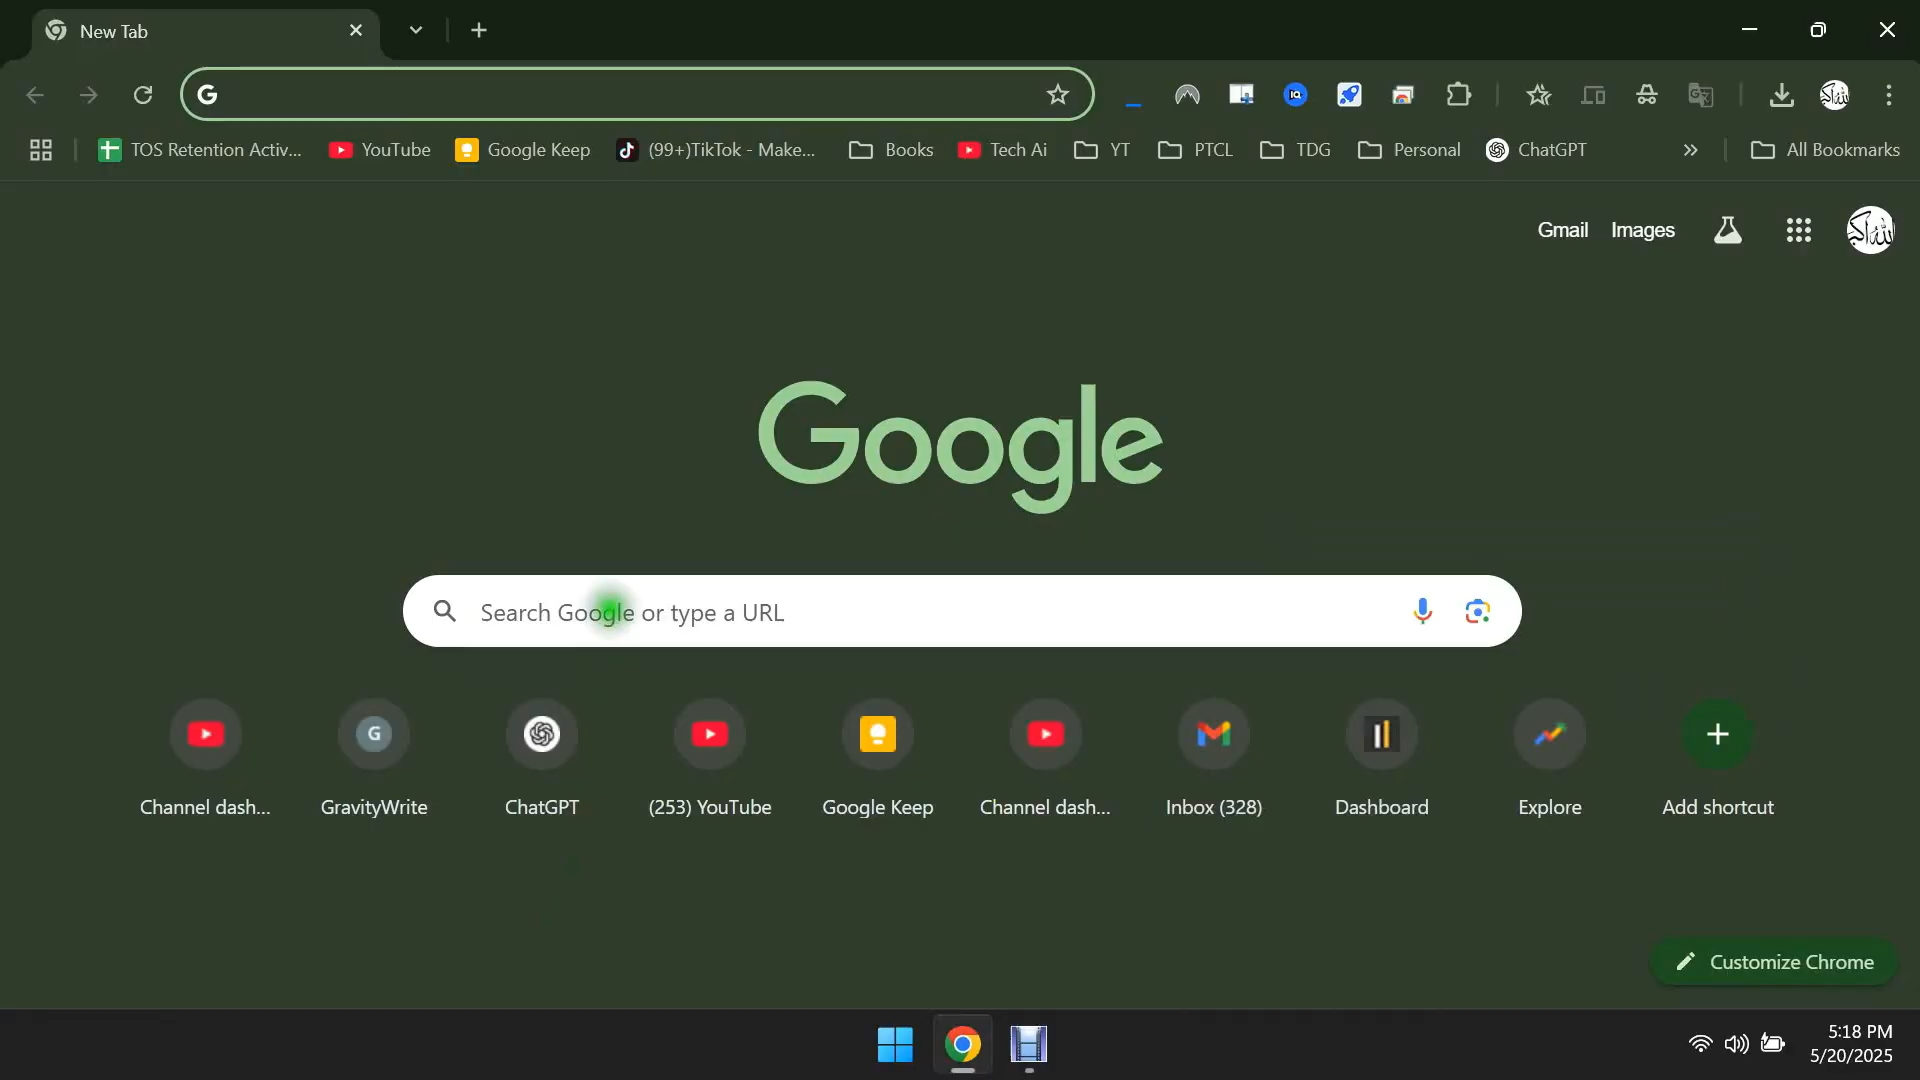 New Tab
TOS Retention Activ...
YouTube
Google Keep
(99+)TikTok - Make...
Books
Tech Ai
YT
PTCL
TDG
Personal
ChatGPT
All Bookmarks
Gmail
Images
Google
Search Google or type a URL
Channel dash...
G
GravityWrite
ChatGPT
(253) YouTube
Google Keep
Channel dash...
Inbox (328)
Dashboard
Explore
Add shortcut
Customize Chrome
5:18 PM
5/20/2025